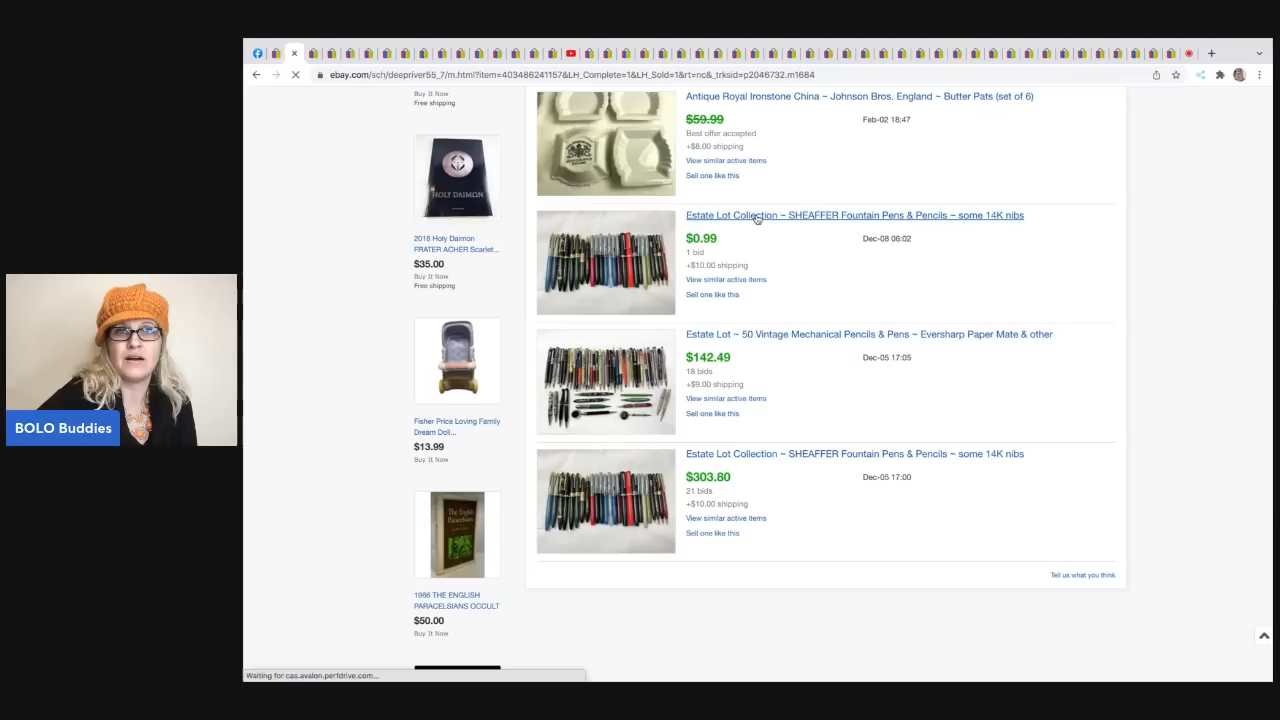 ebay.com/sch/deepriver55_7/m.html?item=403486241157&LH_Complete=1&LH_Sold=1&rt=nc&_trksid=p2046732.m1684
Buy It Now
Free shipping
HOLY DAIMON
2018 Holy Daimon
FRATER ACHER Scarlet...
$35.00
Buy It Now
Free shipping
Fisher Price Loving Family
Dream Doll...
$13.99
Buy It Now
The English
Paracelsians
1966 THE ENGLISH
PARACELSIANS OCCULT
$50.00
Buy It Now
Antique Royal Ironstone China ~ Johnson Bros. England ~ Butter Pats (set of 6)
$59.99
Feb-02 18:47
Best offer accepted
+$8.00 shipping
View similar active items
Sell one like this
Estate Lot Collection ~ SHEAFFER Fountain Pens & Pencils ~ some 14K nibs
$0.99
Dec-08 06:02
1 bid
+$10.00 shipping
View similar active items
Sell one like this
Estate Lot ~ 50 Vintage Mechanical Pencils & Pens ~ Eversharp Paper Mate & other
$142.49
Dec-05 17:05
18 bids
+$9.00 shipping
View similar active items
Sell one like this
Estate Lot Collection ~ SHEAFFER Fountain Pens & Pencils ~ some 14K nibs
$303.80
Dec-05 17:00
21 bids
+$10.00 shipping
View similar active items
Sell one like this
Tell us what you think
BOLO Buddies
Waiting for cas.avalon.perfdrive.com...